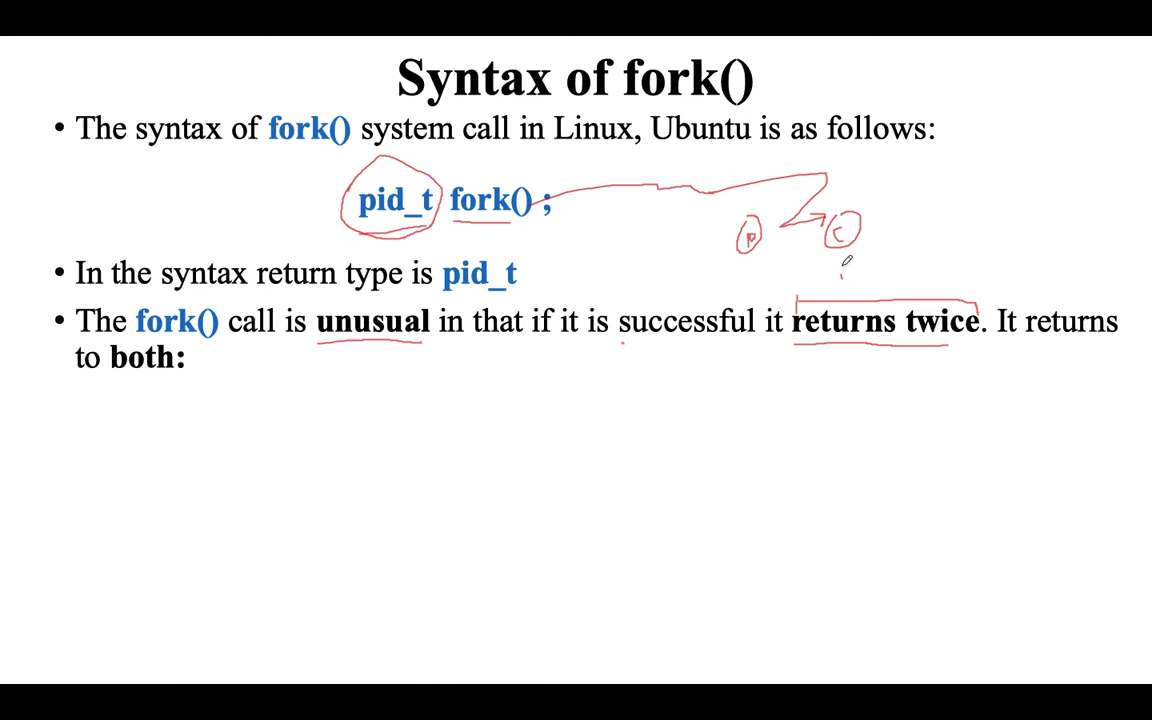 Syntax of fork()
• The syntax of fork() system call in Linux, Ubuntu is as follows:
pid_t fork() ;
P C
• In the syntax return type is pid_t
• The fork() call is unusual in that if it is successful it returns twice. It returns
to both: